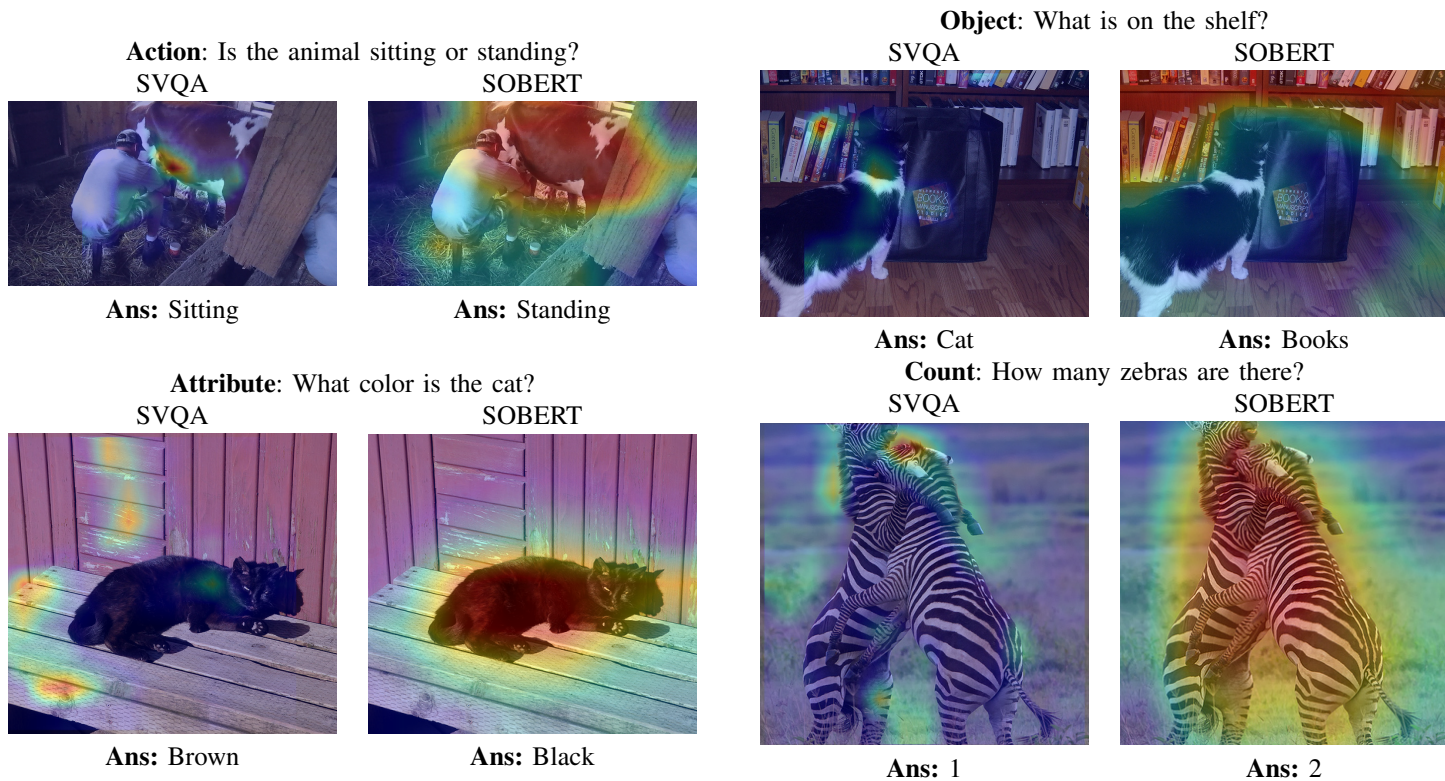 Action: Is the animal sitting or standing?
SVQA SOBERT
Ans: Sitting Ans: Standing
Object: What is on the shelf?
SVQA SOBERT
BOOK&
MANUSCRIPT
Ans: Cat Ans: Books
Attribute: What color is the cat?
SVQA SOBERT
Ans: Brown Ans: Black
Count: How many zebras are there?
SVQA SOBERT
Ans: 1 Ans: 2